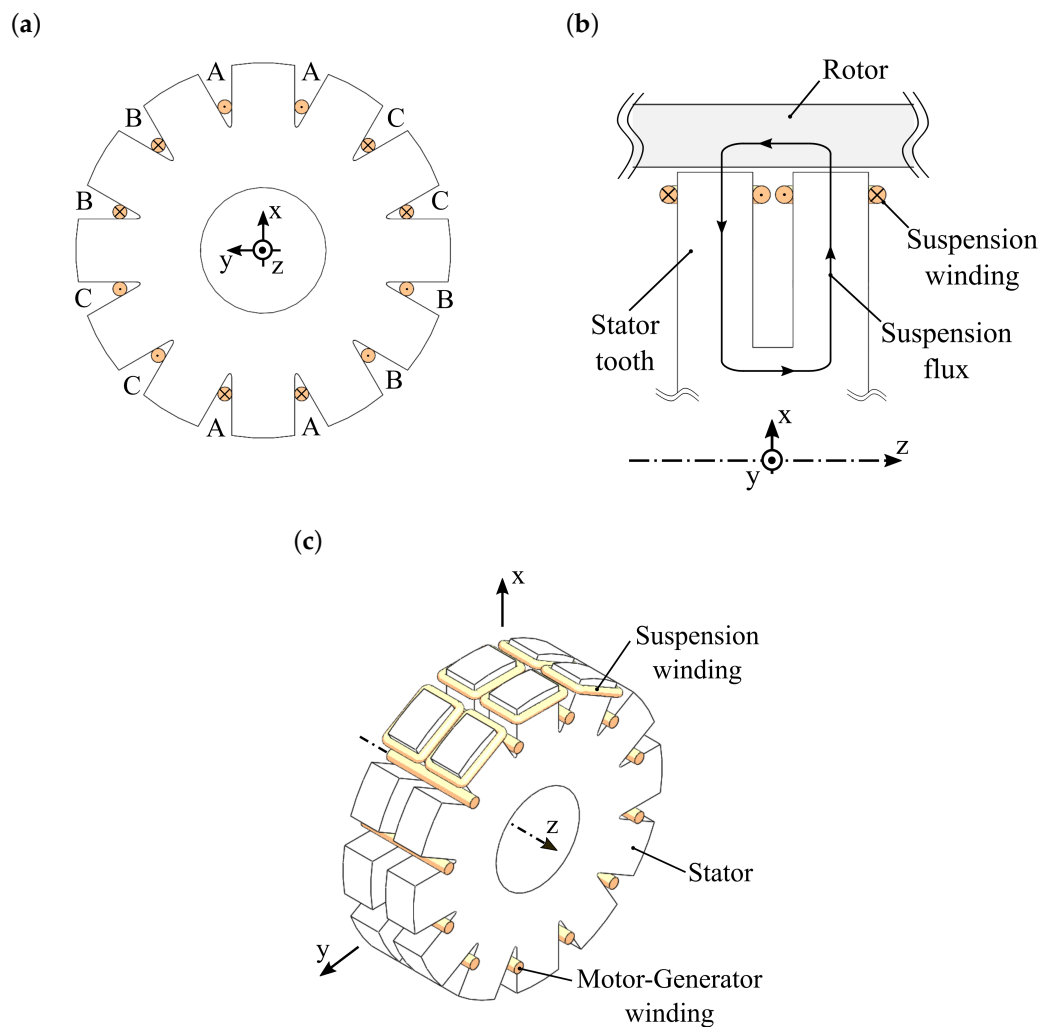 (a)
A
A
B
C
B
C
x
y
z
C
B
C
B
A
A
(b)
Rotor
Suspension
winding
Stator
tooth
Suspension
flux
x
z
y
(c)
x
Suspension
winding
z
Stator
y
Motor-Generator
winding